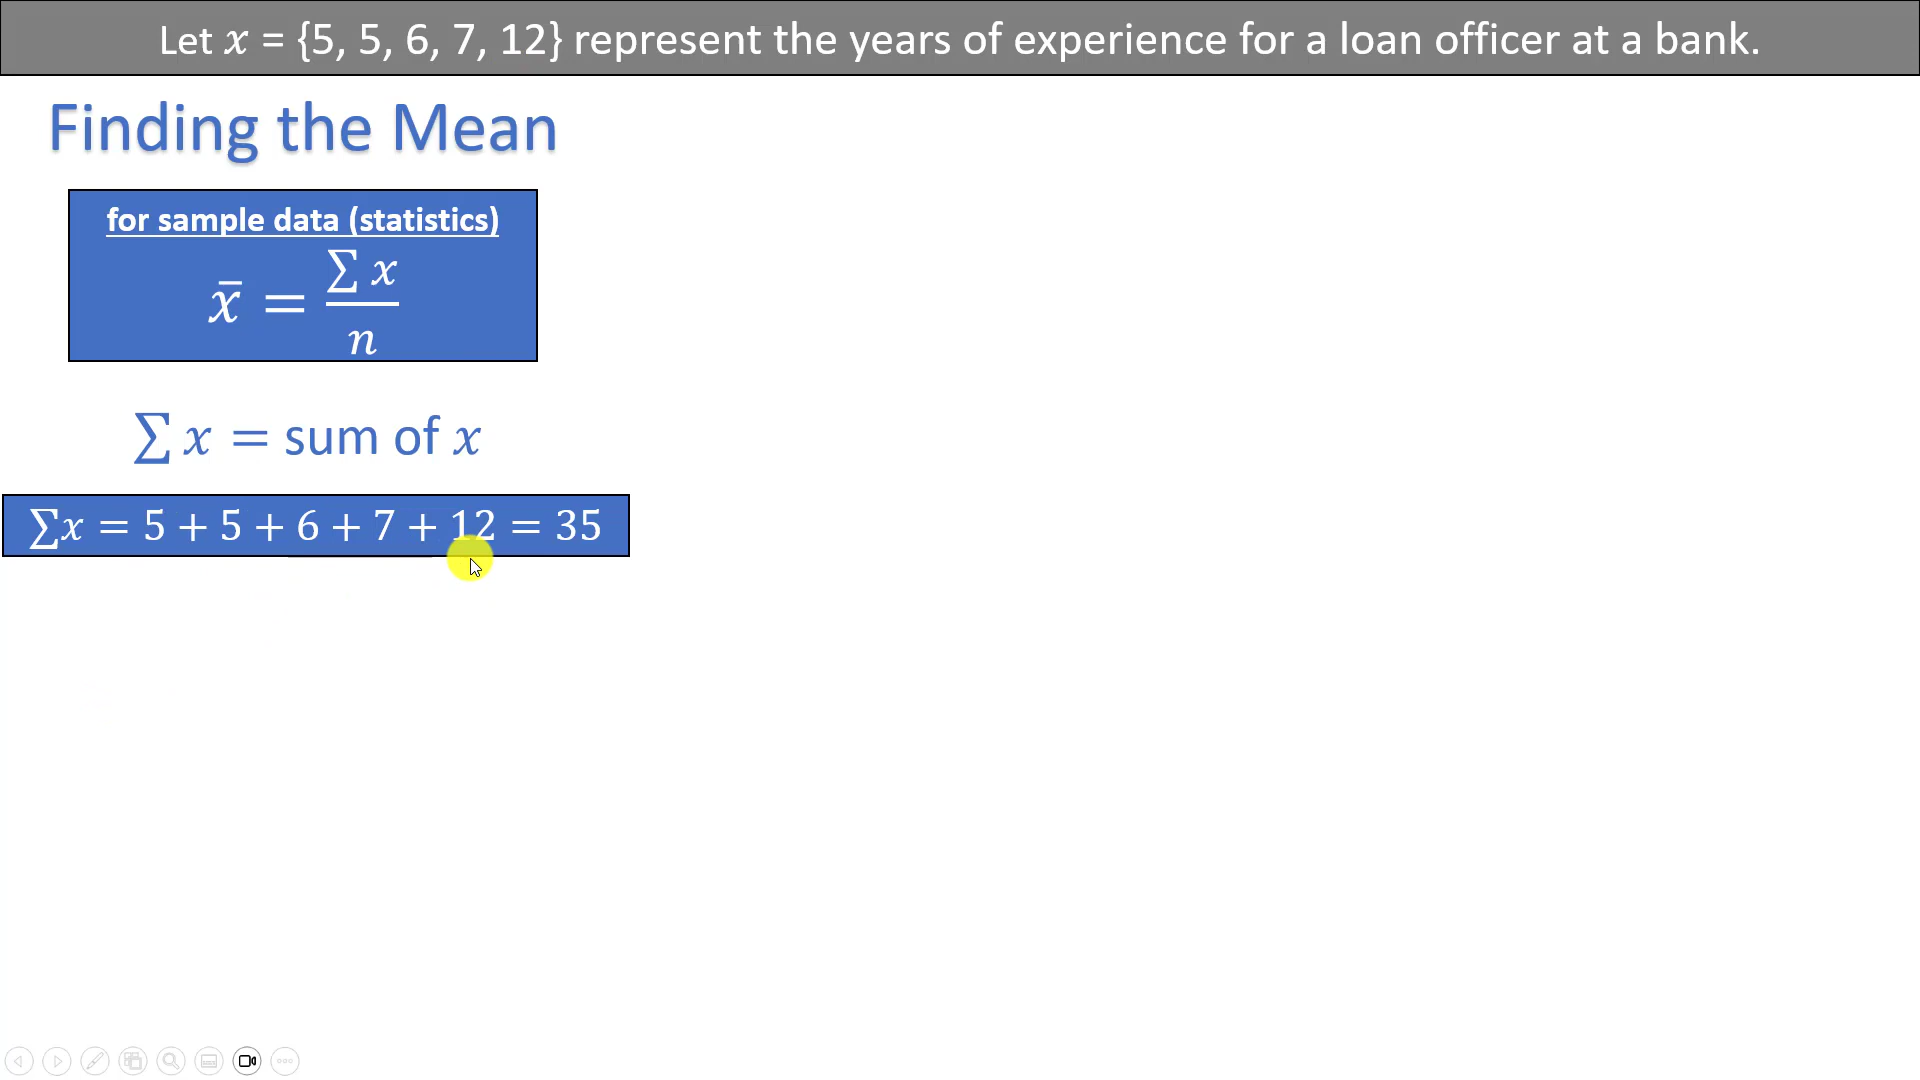 Let x = {5, 5, 6, 7, 12} represent the years of experience for a loan officer at a bank.
Finding the Mean
for sample data (statistics)
x̄ = ∑ x / n
∑ x = sum of x
∑x = 5 + 5 + 6 + 7 + 12 = 35